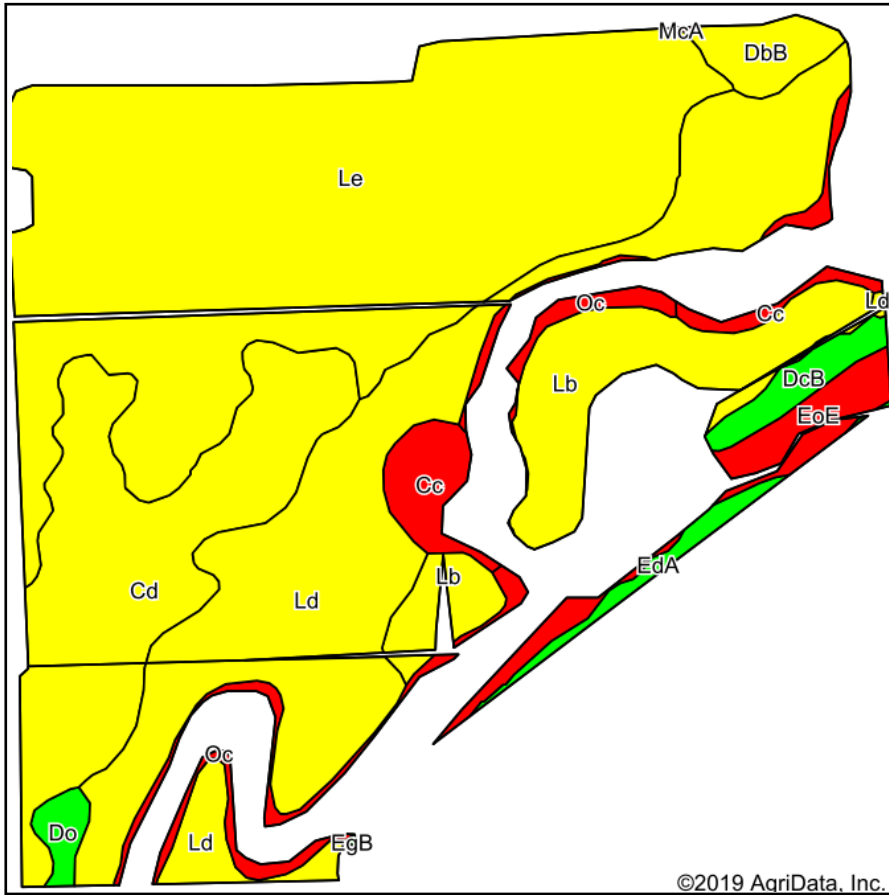 McA
DbB
Le
Oc
Cc
Ld
Lb
DcB
EoE
Cc
Lb
EdA
Cd
Ld
Oc
Do
Ld
EgB
©2019 AgriData, Inc.